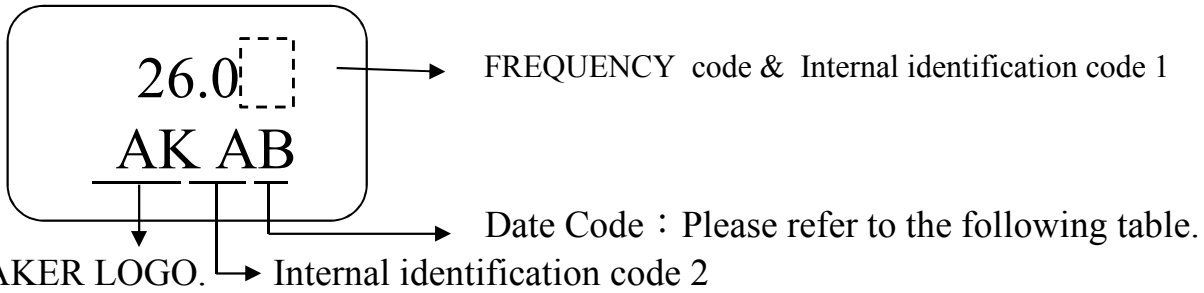 26.0
FREQUENCY code & Internal identification code 1
AK AB
Date Code：Please refer to the following table.
AKER LOGO.
Internal identification code 2